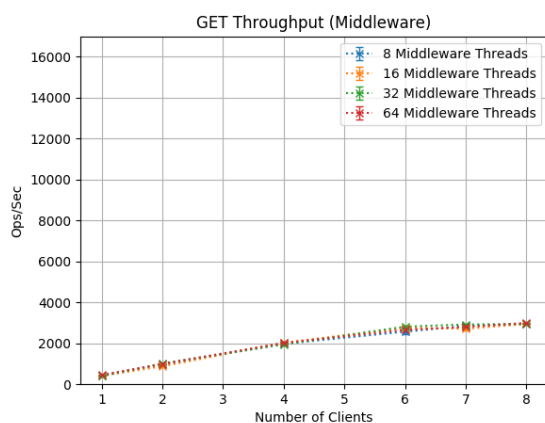 GET Throughput (Middleware)
16000
14000
12000
10000
8000
6000
4000
2000
0
Ops/Sec
8 Middleware Threads
16 Middleware Threads
32 Middleware Threads
64 Middleware Threads
1 2 3 4 5 6 7 8
Number of Clients